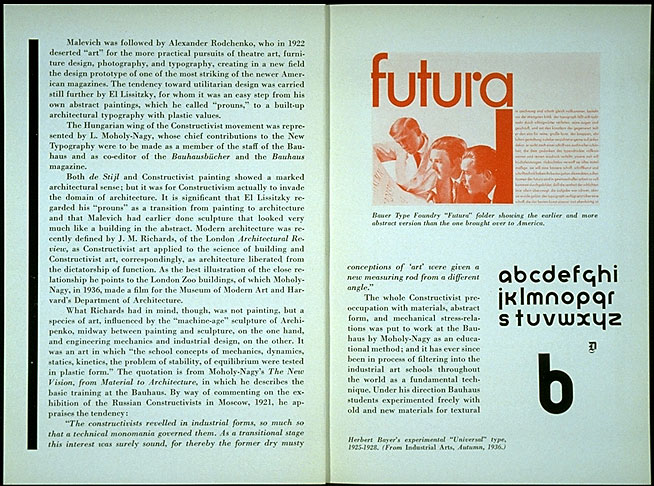 Malevich was followed by Alexander Rodchenko, who in 1922
deserted "art" for the more practical pursuits of theatre art, furni-
ture design, photography, and typography, creating in a new field
the design prototype of one of the most striking of the newer Amer-
ican magazines. The tendency toward utilitarian design was carried
still further by El Lissitzky, for whom it was an easy step from his
own abstract paintings, which he called "prouns," to a built-up
architectural typography with plastic values.
The Hungarian wing of the Constructivist movement was repre-
sented by L. Moholy-Nagy, whose chief contributions to the New
Typography were to be made as a member of the staff of the Bau-
haus and as co-editor of the Bauhausbücher and the Bauhaus
magazine.
Both de Stijl and Constructivist painting showed a marked
architectural sense; but it was for Constructivism actually to invade
the domain of architecture. It is significant that El Lissitzky re-
garded his "prouns" as a transition from painting to architecture
and that Malevich had earlier done sculpture that looked very
much like a building in the abstract. Modern architecture was re-
cently defined by J. M. Richards, of the London Architectural Re-
view, as Constructivist art applied to the science of building and
Constructivist art, correspondingly, as architecture liberated from
the dictatorship of function. As the best illustration of the close re-
lationship he points to the London Zoo buildings, of which Moholy-
Nagy, in 1936, made a film for the Museum of Modern Art and Har-
vard's Department of Architecture.
What Richards had in mind, though, was not painting, but a
species of art, influenced by the "machine-age" sculpture of Archi-
penko, midway between painting and sculpture, on the one hand,
and engineering mechanics and industrial design, on the other. It
was an art in which "the school concepts of mechanics, dynamics,
statics, kinetics, the problem of stability, of equilibrium were tested
in plastic form." The quotation is from Moholy-Nagy's The New
Vision, from Material to Architecture, in which he describes the
basic training at the Bauhaus. By way of commenting on the ex-
hibition of the Russian Constructivists in Moscow, 1921, he ap-
praises the tendency:
"The constructivists revelled in industrial forms, so much so
that a technical monomania governed them. As a transitional stage
this interest was surely sound, for thereby the former dry musty
futura
Bauer Type Foundry "Futura" folder showing the earlier and more
abstract version than the one brought over to America.
conceptions of 'art' were given a
new measuring rod from a different
angle."
The whole Constructivist pre-
occupation with materials, abstract
form, and mechanical stress-rela-
tions was put to work at the Bau-
haus by Moholy-Nagy as an educa-
tional method; and it has ever since
been in process of filtering into the
industrial art schools throughout
the world as a fundamental tech-
nique. Under his direction Bauhaus
students experimented freely with
old and new materials for textural
abcdefghi
jklmnopqr
stuvwxyz
b
Herbert Bayer's experimental "Universal" type,
1925-1928. (From Industrial Arts, Autumn, 1936.)